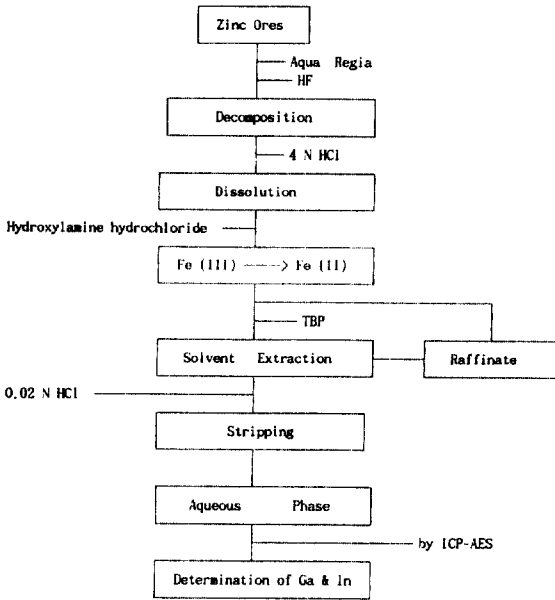 Zinc Ores
Aqua Regia
HF
Decomposition
4 N HCl
Dissolution
Hydroxylamine hydrochloride
Fe (III) ----> Fe (II)
TBP
Solvent Extraction
Raffinate
0.02 N HCl
Stripping
Aqueous Phase
by ICP-AES
Determination of Ga & In